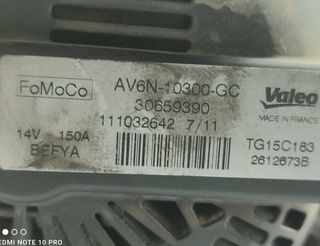 FoMoCo
AV6N-10300-GC
Valeo
30659390
MADE IN FRANCE
111032642 7/11
14V 150A
TG15C183
BEFYA
2612673B
REDMI NOTE 10 PRO